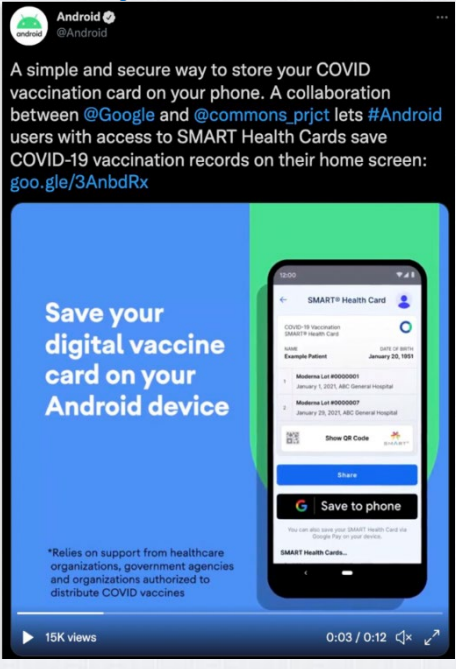 Android
@Android
A simple and secure way to store your COVID
vaccination card on your phone. A collaboration
between @Google and @commons_prjct lets #Android
users with access to SMART Health Cards save
COVID-19 vaccination records on their home screen:
goo.gle/3AnbdRx
Save your
digital vaccine
card on your
Android device
*Relies on support from healthcare
organizations, government agencies
and organizations authorized to
distribute COVID vaccines
12:00
SMART® Health Card
COVID-19 Vaccination
SMART® Health Card
NAME DATE OF BIRTH
Example Patient January 20, 1951
1 Moderna Lot #0000001
January 1, 2021, ABC General Hospital
2 Moderna Lot #0000007
January 29, 2021, ABC General Hospital
Show QR Code SMART
Share
G Save to phone
You can also save your SMART Health Card via
Google Pay on your device.
SMART Health Cards...
15K views 0:03 / 0:12